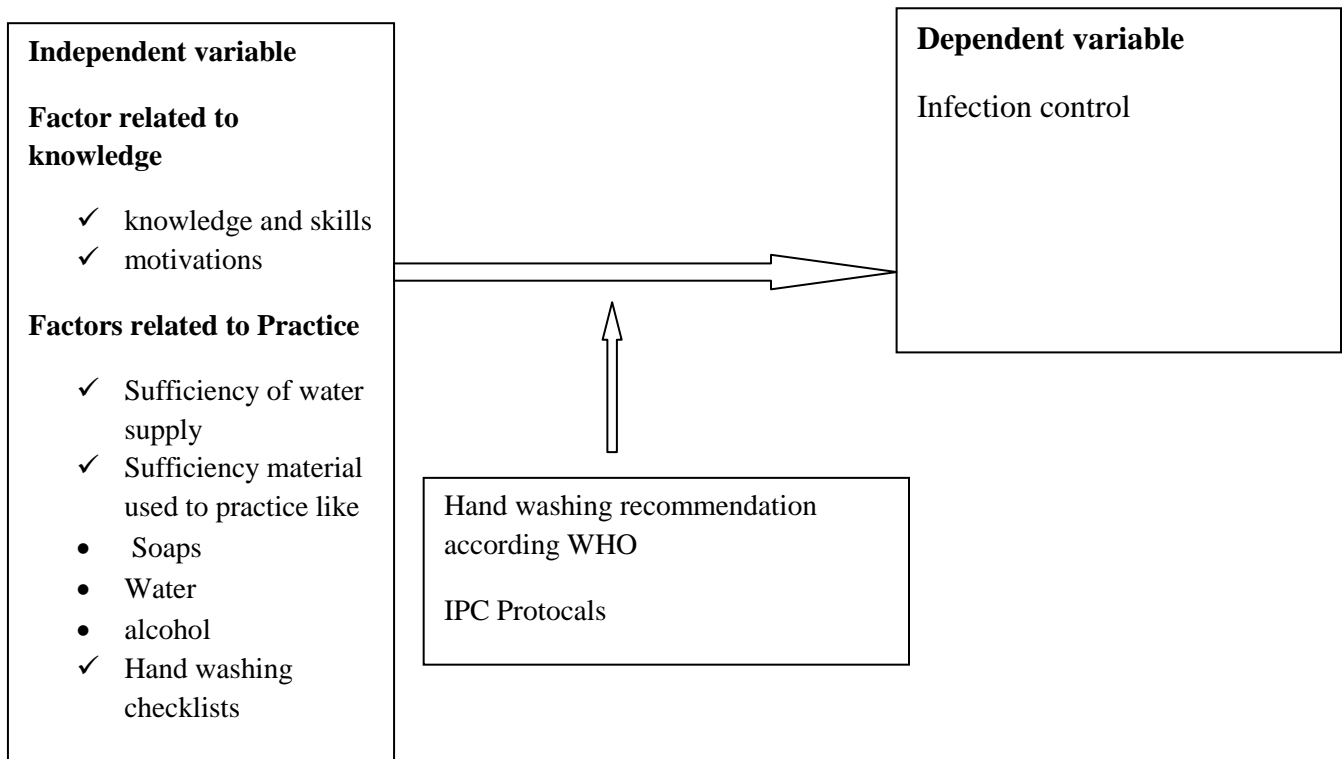 Independent variable
Factor related to
knowledge
✓ knowledge and skills
✓ motivations
Factors related to Practice
✓ Sufficiency of water
supply
✓ Sufficiency material
used to practice like
• Soaps
• Water
• alcohol
✓ Hand washing
checklists
Hand washing recommendation
according WHO
IPC Protocals
Dependent variable
Infection control